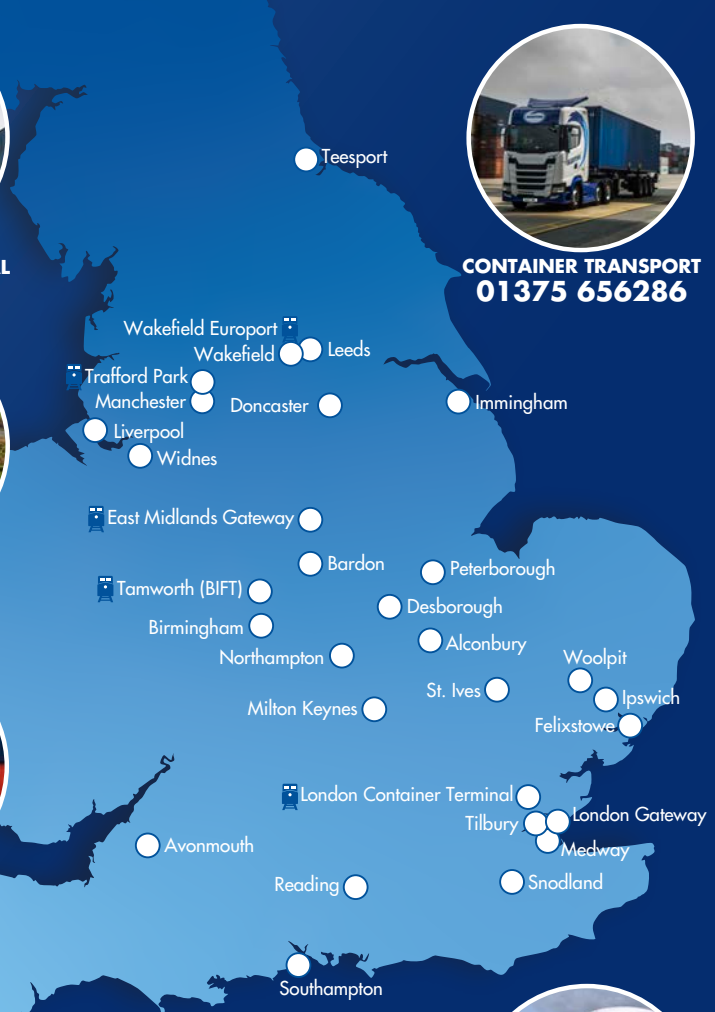 Teesport
L
CONTAINER TRANSPORT
01375 656286
Wakefield Europort
Wakefield
Leeds
Trafford Park
Manchester
Doncaster
Immingham
Liverpool
Widnes
East Midlands Gateway
Bardon
Peterborough
Tamworth (BIFT)
Desborough
Birmingham
Alconbury
Northampton
Woolpit
St. Ives
Ipswich
Milton Keynes
Felixstowe
London Container Terminal
London Gateway
Tilbury
Avonmouth
Medway
Reading
Snodland
Southampton